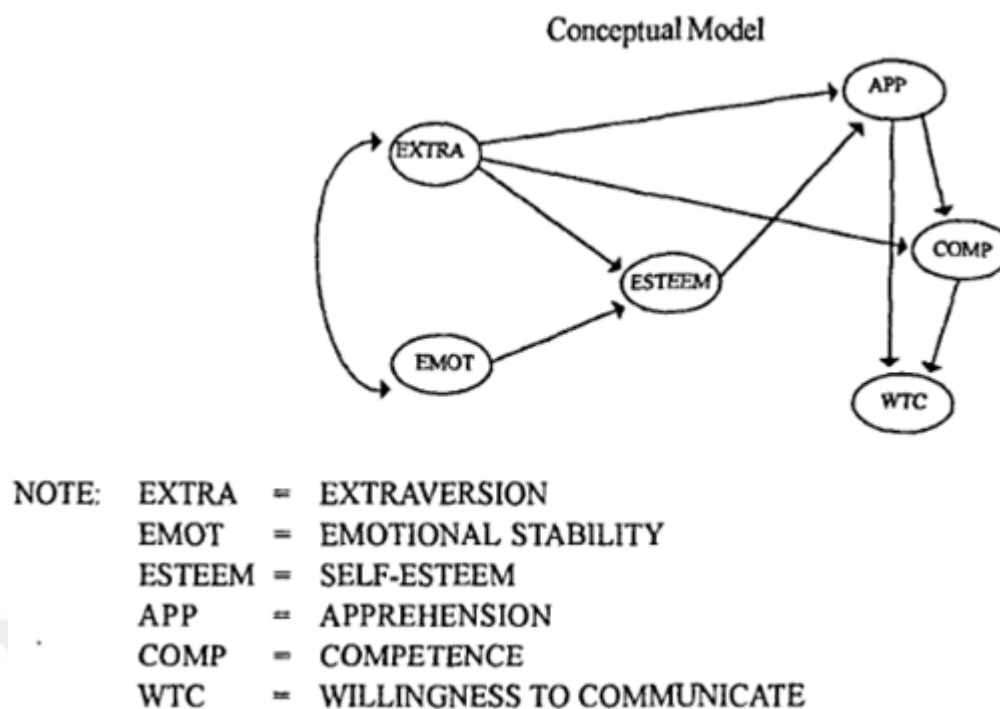 Conceptual Model
APP
EXTRA
COMP
ESTEEM
EMOT
WTC
NOTE: EXTRA = EXTRAVERSION
EMOT = EMOTIONAL STABILITY
ESTEEM = SELF-ESTEEM
APP = APPREHENSION
COMP = COMPETENCE
WTC = WILLINGNESS TO COMMUNICATE